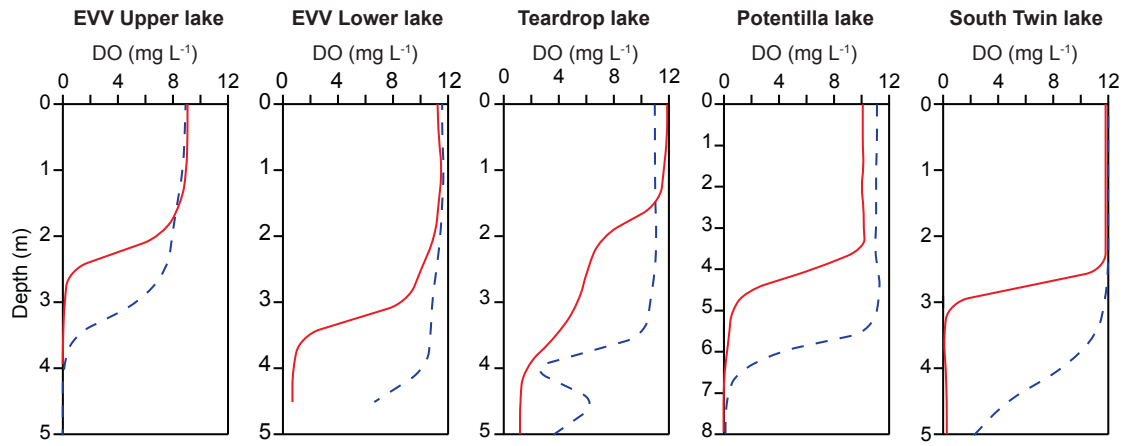 EVV Upper lake EVV Lower lake Teardrop lake Potentilla lake South Twin lake
DO (mg L⁻¹) DO (mg L⁻¹) DO (mg L⁻¹) DO (mg L⁻¹) DO (mg L⁻¹)
0 4 8 12 0 4 8 12 0 4 8 12 0 4 8 12 0 4 8 12
Depth (m)
0 1 2 3 4 5
0 1 2 3 4 5
0 1 2 3 4 5
0 1 2 3 4 5 6 7 8
0 1 2 3 4 5